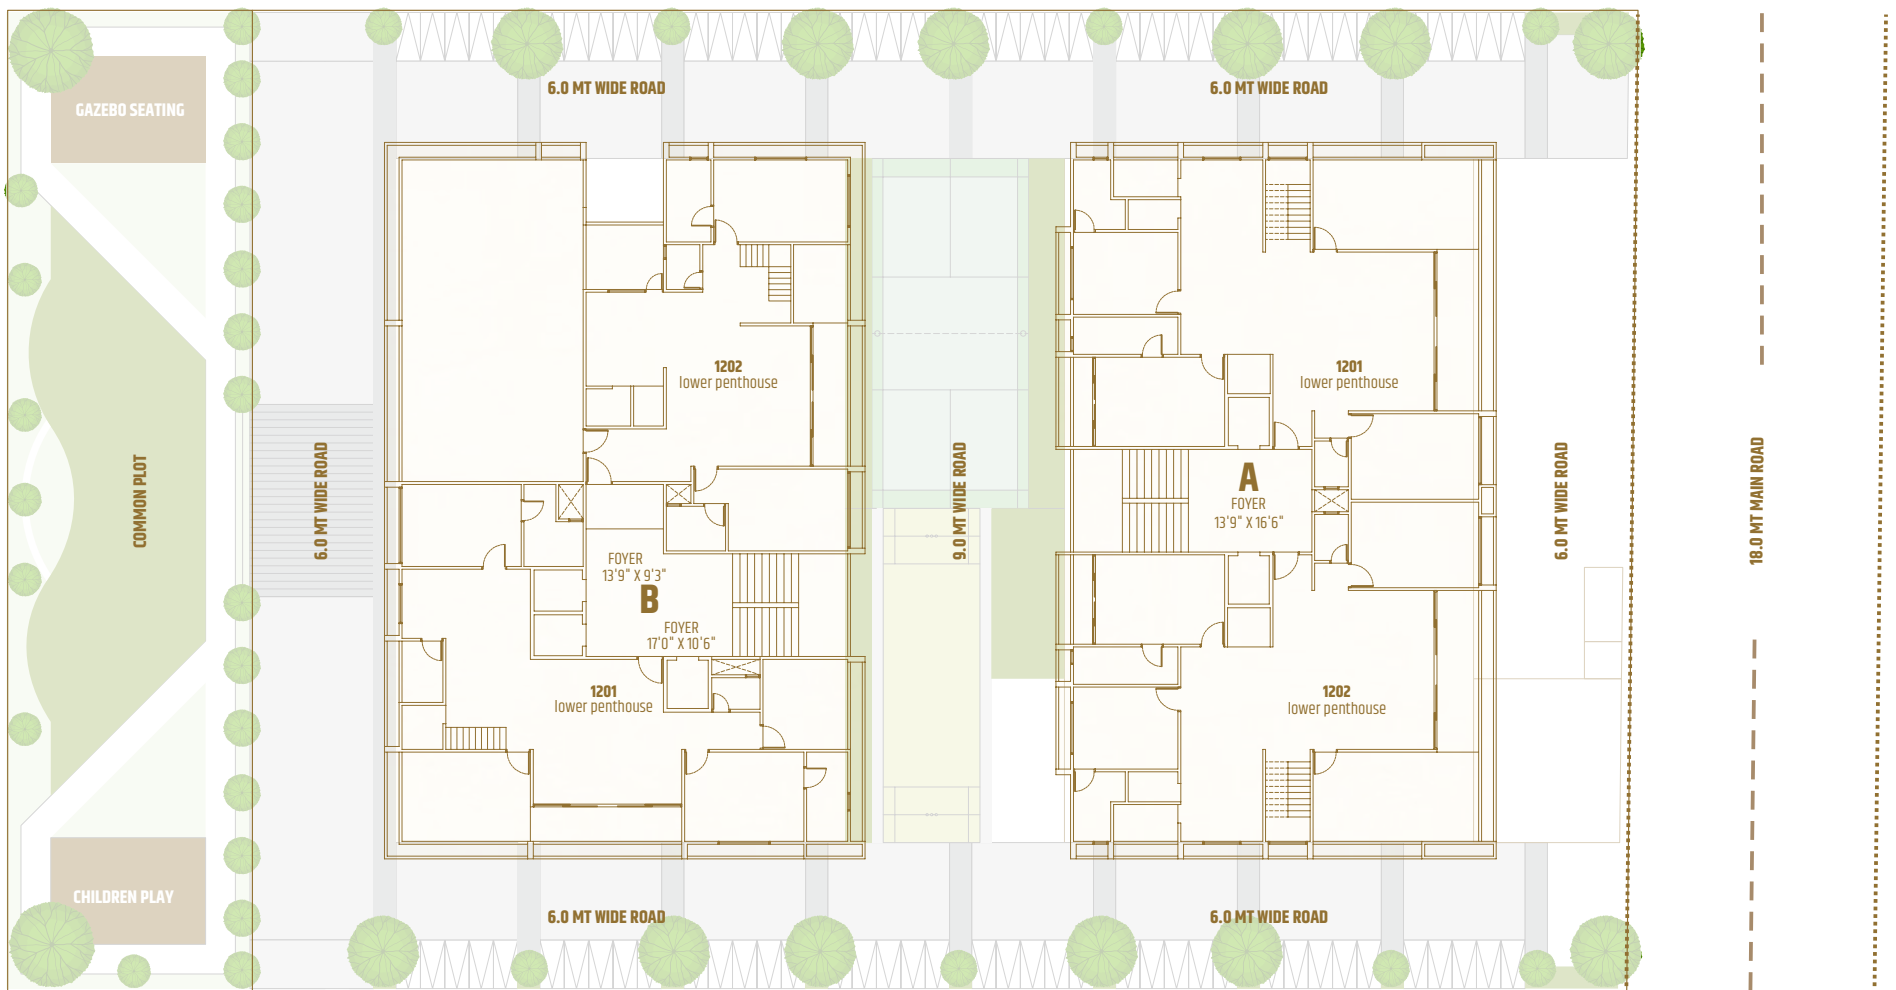 6.0 MT WIDE ROAD
6.0 MT WIDE ROAD
GAZEBO SEATING
1202
lower penthouse
1201
lower penthouse
COMMON PLOT
6.0 MT WIDE ROAD
9.0 MT WIDE ROAD
A
FOYER
13'9" X 16'6"
6.0 MT WIDE ROAD
18.0 MT MAIN ROAD
FOYER
13'9" X 9'3"
B
FOYER
17'0" X 10'6"
1201
lower penthouse
1202
lower penthouse
CHILDREN PLAY
6.0 MT WIDE ROAD
6.0 MT WIDE ROAD